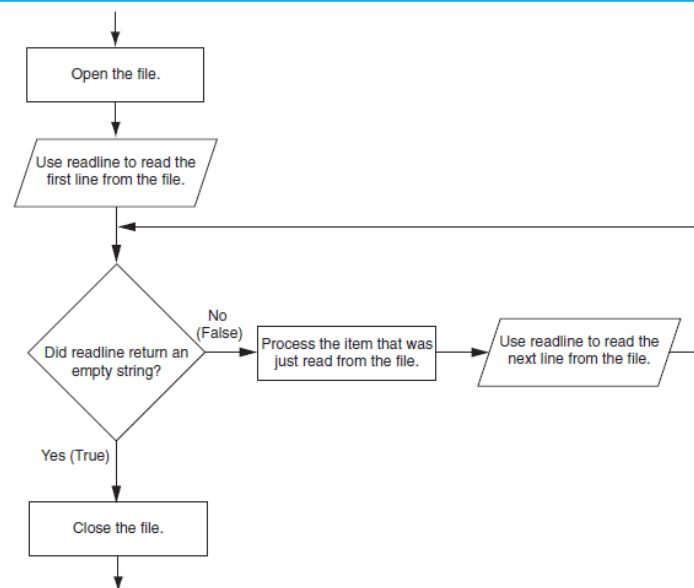 Open the file.
Use readline to read the
first line from the file.
No
(False)
Did readline return an
empty string?
Process the item that was
just read from the file.
Use readline to read the
next line from the file.
Yes (True)
Close the file.